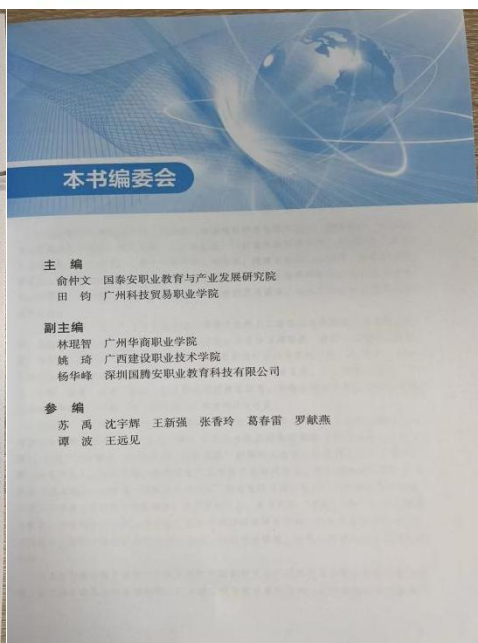 本书编委会
主 编
俞仲文 国泰安职业教育与产业发展研究院
田 钧 广州科技贸易职业学院
副主编
林琨智 广州华商职业学院
姚 琦 广西建设职业技术学院
杨华峰 深圳国腾安职业教育科技有限公司
参 编
苏 禹 沈宇辉 王新强 张香玲 葛春雷 罗献燕
谭 波 王远见